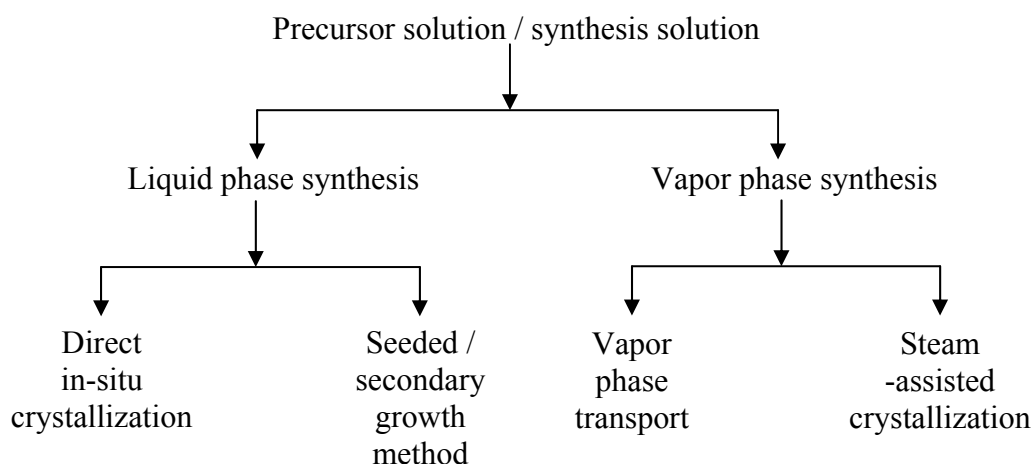 Precursor solution / synthesis solution
Liquid phase synthesis
Vapor phase synthesis
Direct
in-situ
crystallization
Seeded /
secondary
growth
method
Vapor
phase
transport
Steam
-assisted
crystallization